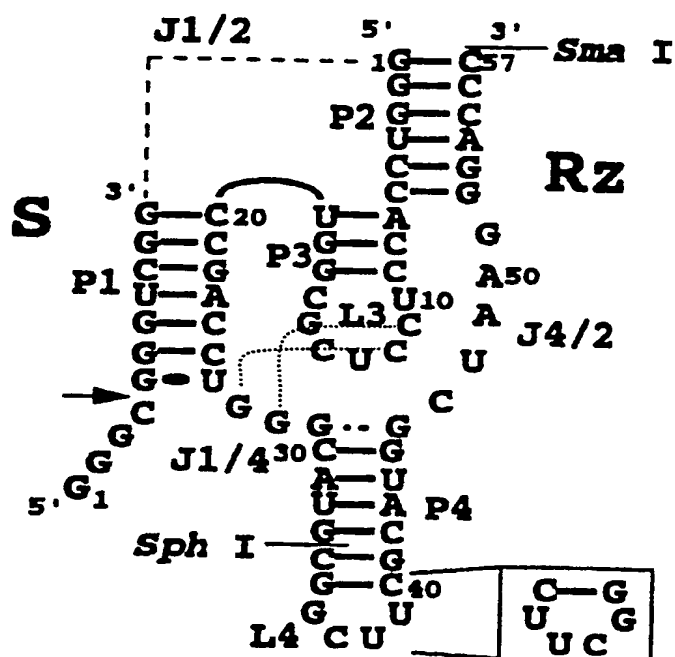 J1/2 5' 3'
1G C57 Sma I
G C
P2 G C
U A
C G Rz
3' C G
S G C20 U A
G C P3 G C G
C G G C A50
P1 U A C U10
G C G L3 C A J4/2
G C C U C U
G U
C G C
G G G G
G J1/4 30 C G
5' G1 A U
U A P4
G C
Sph I C G
G C40 C G
G U U G
L4 C U U U C